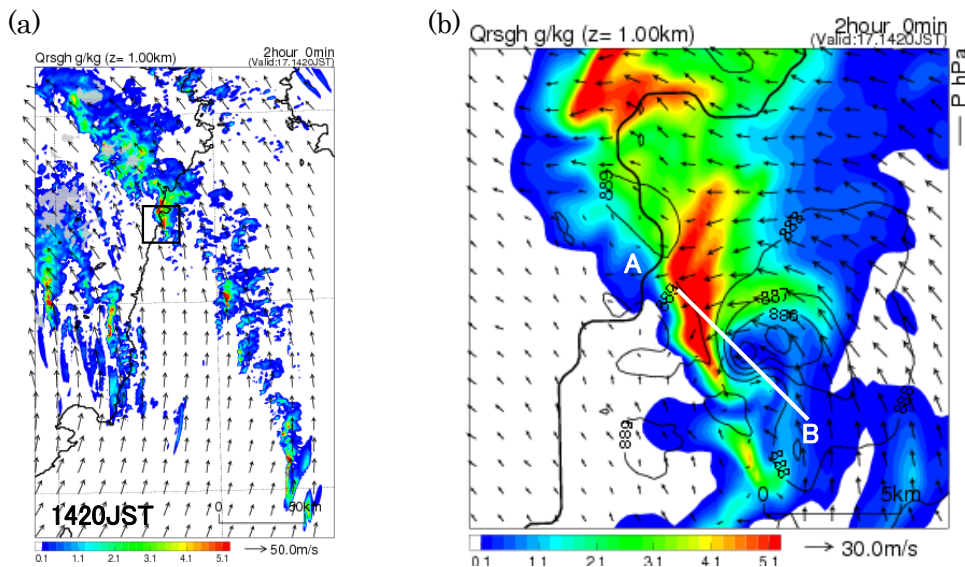 (a)
Qrsgh g/kg (z= 1.00km)
2hour 0min
(Valid:17.1420JST)
1420JST
0
50km
0.1 1.1 2.1 3.1 4.1 5.1
50.0m/s
(b)
Qrsgh g/kg (z= 1.00km)
2hour 0min
(Valid:17.1420JST)
P hPa
889
888
A
889
887
886
B
889
888
888
0
5km
0.1 1.1 2.1 3.1 4.1 5.1
30.0m/s